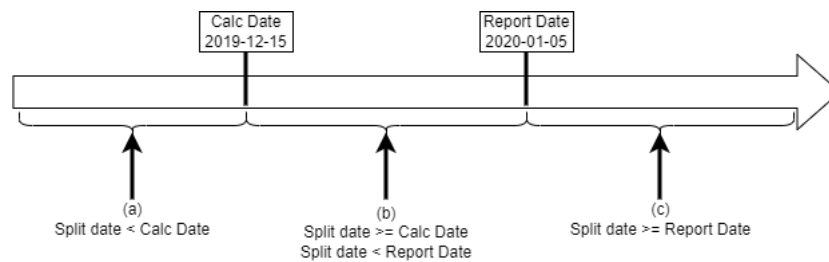 Calc Date
2019-12-15
Report Date
2020-01-05
(a)
Split date < Calc Date
(b)
Split date >= Calc Date
Split date < Report Date
(c)
Split date >= Report Date